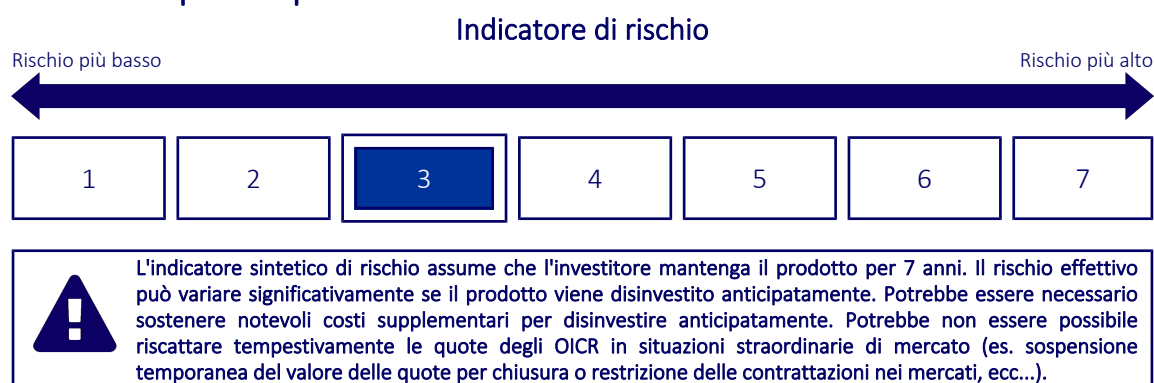 Indicatore di rischio
Rischio più basso Rischio più alto
1 2 3 4 5 6 7
L'indicatore sintetico di rischio assume che l'investitore mantenga il prodotto per 7 anni. Il rischio effettivo
può variare significativamente se il prodotto viene disinvestito anticipatamente. Potrebbe essere necessario
sostenere notevoli costi supplementari per disinvestire anticipatamente. Potrebbe non essere possibile
riscattare tempestivamente le quote degli OICR in situazioni straordinarie di mercato (es. sospensione
temporanea del valore delle quote per chiusura o restrizione delle contrattazioni nei mercati, ecc...).